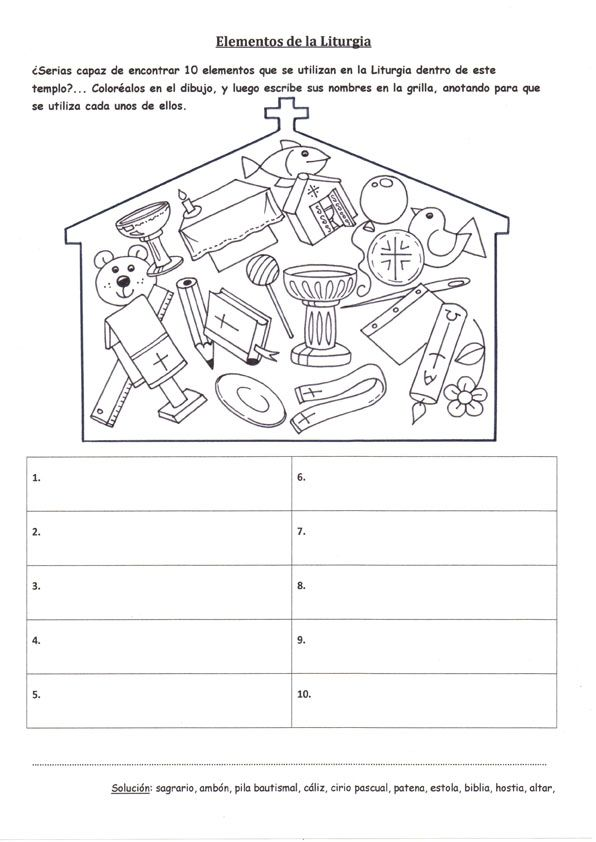 Elementos de la Liturgia
¿Serias capaz de encontrar 10 elementos que se utilizan en la Liturgia dentro de este
templo?... Coloréalos en el dibujo, y luego escribe sus nombres en la grilla, anotando para que
se utiliza cada unos de ellos.
1.
6.
2.
7.
3.
8.
4.
9.
5.
10.
Solución: sagrario, ambón, pila bautismal, cáliz, cirio pascual, patena, estola, biblia, hostia, altar,